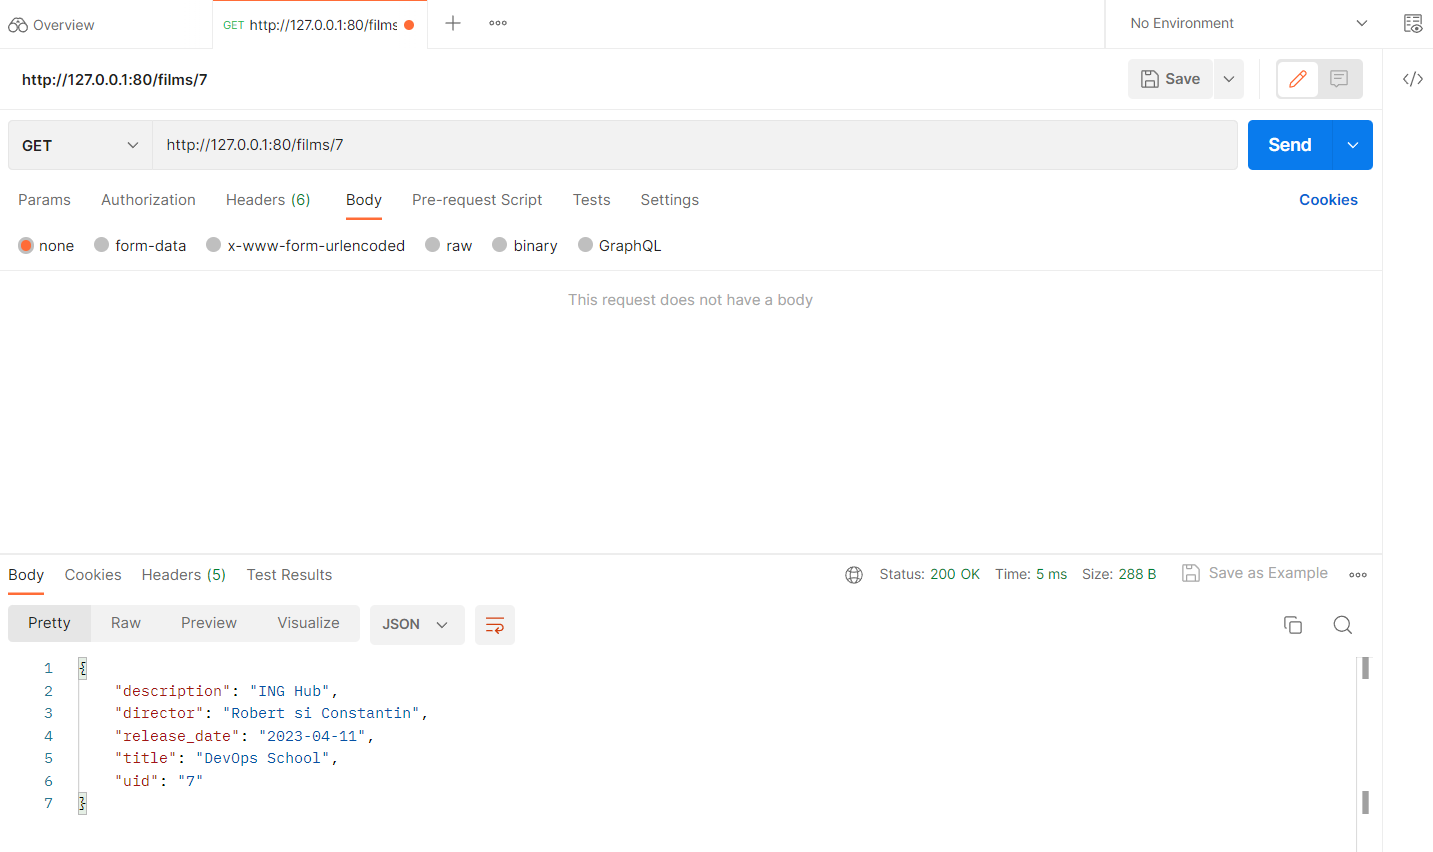 Overview
GET http://127.0.0.1:80/films
No Environment
http://127.0.0.1:80/films/7
Save
GET http://127.0.0.1:80/films/7
Send
Params Authorization Headers (6) Body Pre-request Script Tests Settings Cookies
none form-data x-www-form-urlencoded raw binary GraphQL
This request does not have a body
Body Cookies Headers (5) Test Results Status: 200 OK Time: 5 ms Size: 288 B Save as Example
Pretty Raw Preview Visualize JSON
1 {
2 "description": "ING Hub",
3 "director": "Robert si Constantin",
4 "release_date": "2023-04-11",
5 "title": "DevOps School",
6 "uid": "7"
7 }